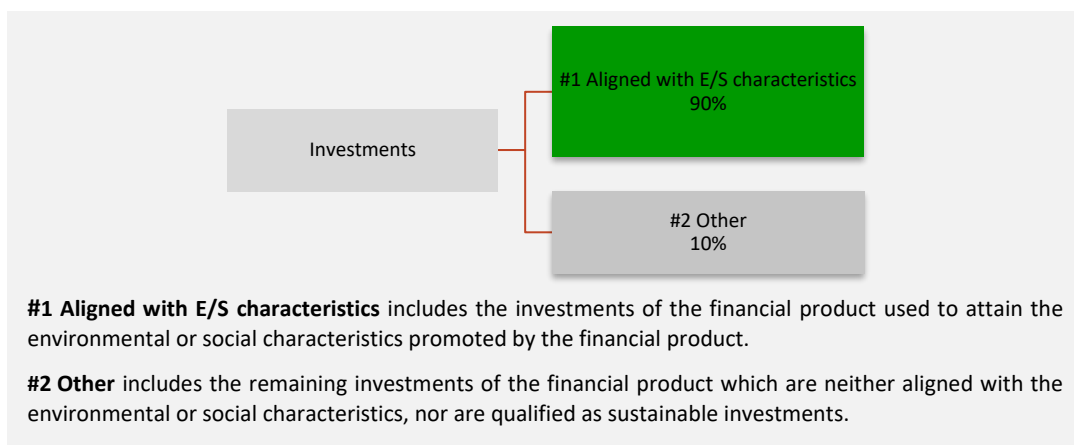 #1 Aligned with E/S characteristics
90%
Investments
#2 Other
10%
#1 Aligned with E/S characteristics includes the investments of the financial product used to attain the
environmental or social characteristics promoted by the financial product.
#2 Other includes the remaining investments of the financial product which are neither aligned with the
environmental or social characteristics, nor are qualified as sustainable investments.